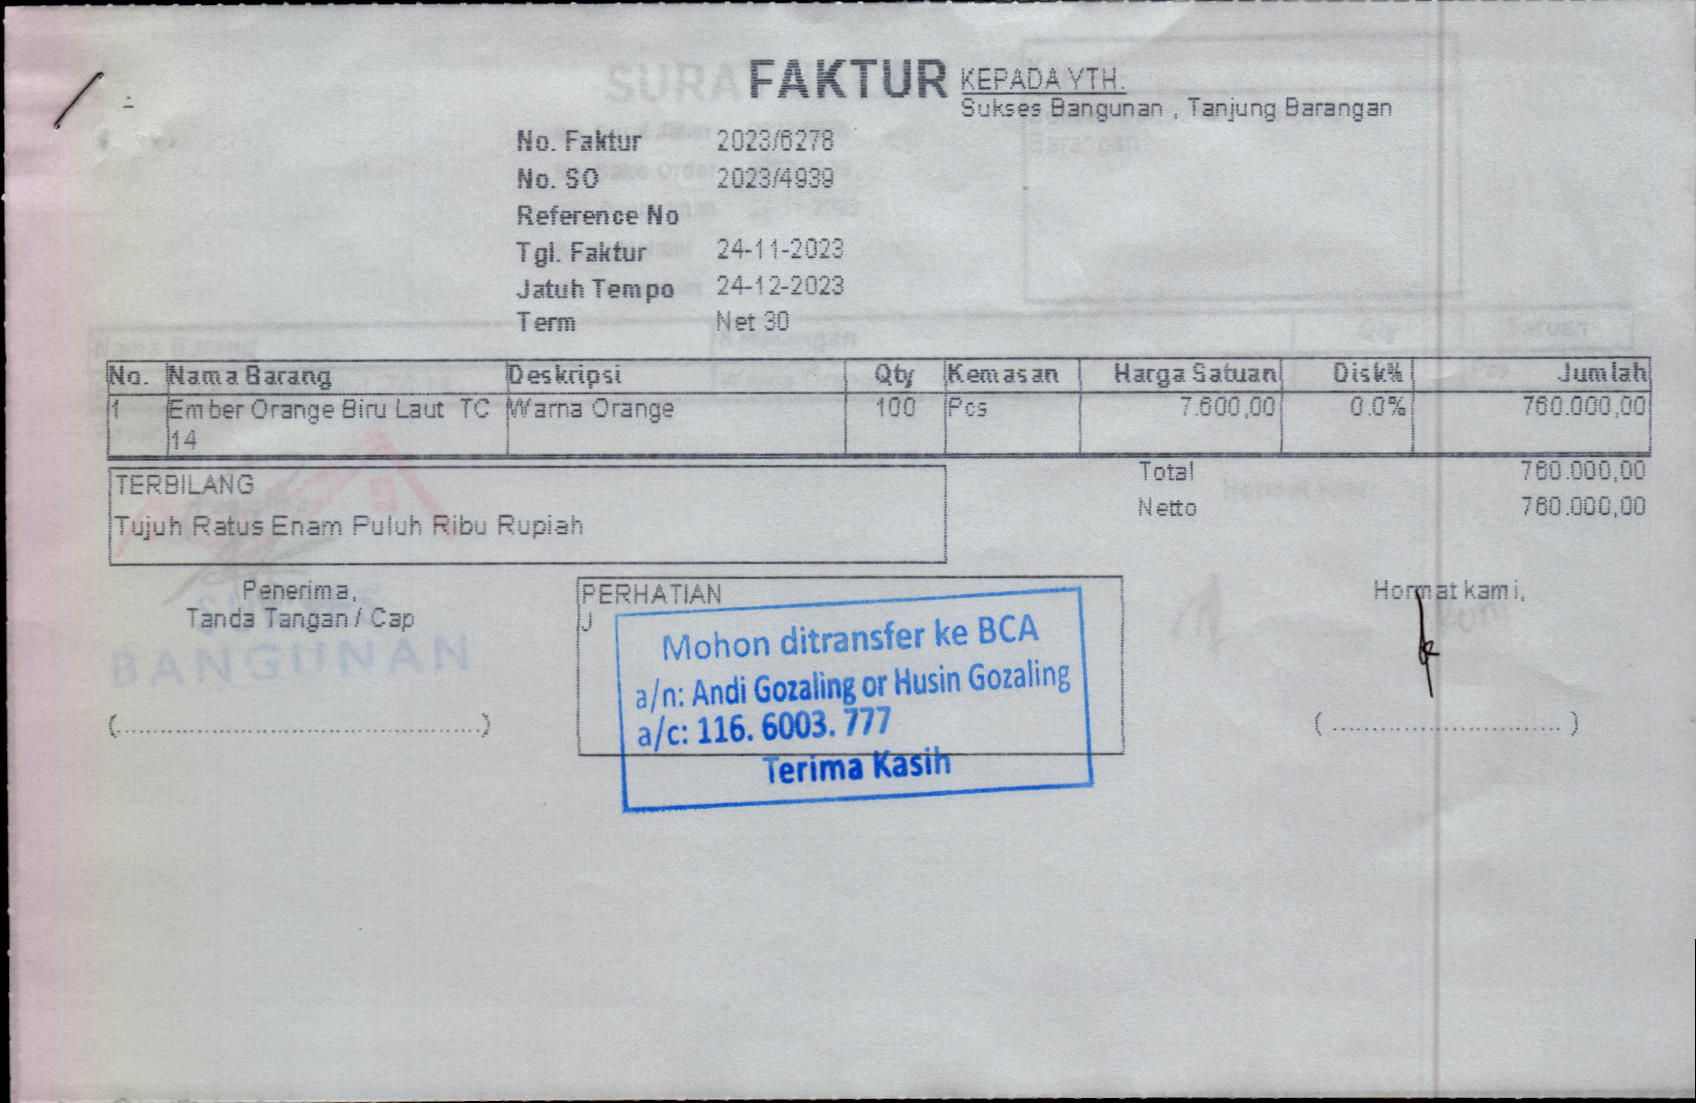 FAKTUR
KEPADA YTH.
Sukses Bangunan , Tanjung Barangan
No. Faktur 2023/6278
No. SO 2023/4939
Reference No
Tgl. Faktur 24-11-2023
Jatuh Tempo 24-12-2023
Term Net 30
No. Nama Barang Deskripsi Qty Kemasan Harga Satuan Disk% Jumlah
1 Ember Orange Biru Laut TC Warna Orange 100 Pcs 7.600,00 0.0% 760.000,00
14
Total 760.000,00
Netto 760.000,00
TERBILANG
Tujuh Ratus Enam Puluh Ribu Rupiah
Penerima,
Tanda Tangan / Cap
BANGUNAN
(................................................)
PERHATIAN
J
Mohon ditransfer ke BCA
a/n: Andi Gozaling or Husin Gozaling
a/c: 116. 6003. 777
Terima Kasih
Hormat kami,
( .............................. )